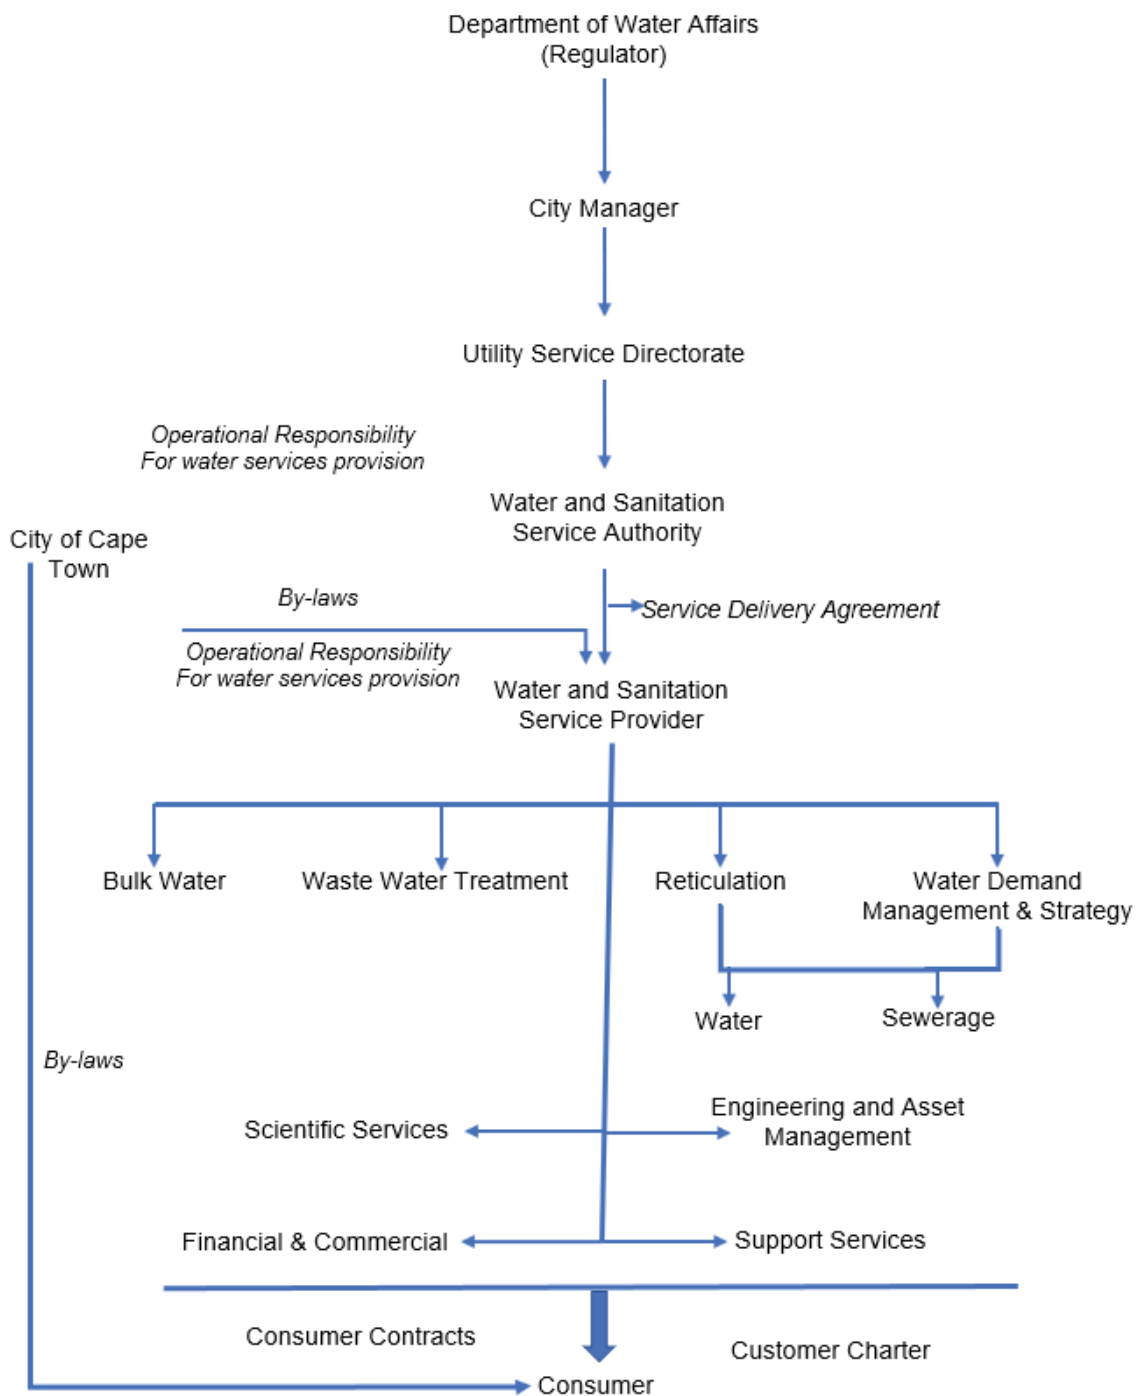 Department of Water Affairs
(Regulator)
City Manager
Utility Service Directorate
Operational Responsibility
For water services provision
Water and Sanitation
Service Authority
City of Cape
Town
By-laws
Service Delivery Agreement
Operational Responsibility
For water services provision
Water and Sanitation
Service Provider
Bulk Water
Waste Water Treatment
Reticulation
Water Demand
Management & Strategy
Water
Sewerage
By-laws
Scientific Services
Engineering and Asset
Management
Financial & Commercial
Support Services
Consumer Contracts
Customer Charter
Consumer